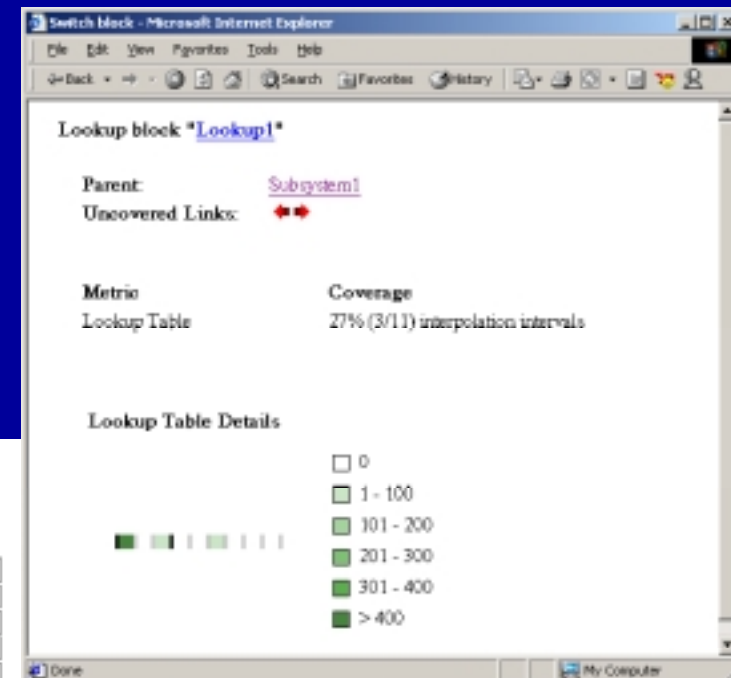 Switch block - Microsoft Internet Explorer
File Edit View Favorites Tools Help
Back Search Favorites History
Lookup block "Lookup1"
Parent: Subsystem1
Uncovered Links:
Metric Coverage
Lookup Table 27% (3/11) interpolation intervals
Lookup Table Details
0
1 - 100
101 - 200
201 - 300
301 - 400
> 400
Done My Computer